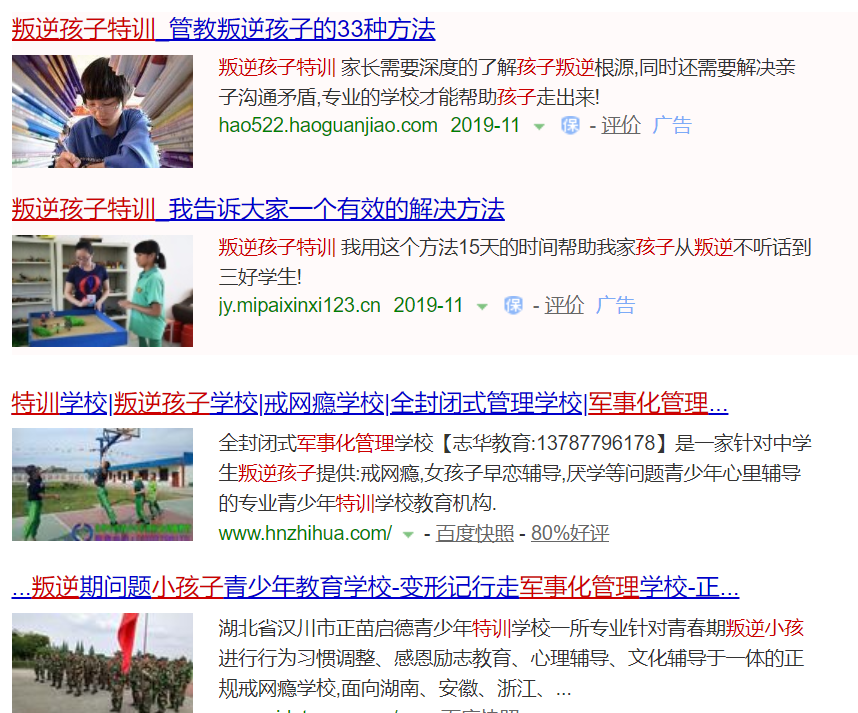 叛逆孩子特训_管教叛逆孩子的33种方法
叛逆孩子特训| 家长需要深度的了解孩子叛逆根源,同时还需要解决亲
子沟通矛盾,专业的学校才能帮助孩子走出来!
hao522.haoguanjiao.com 2019-11 保 - 评价 广告
叛逆孩子特训_我告诉大家一个有效的解决方法
叛逆孩子特训| 我用这个方法15天的时间帮助我家孩子从叛逆不听话到
三好学生!
jy.mipaixinxi123.cn 2019-11 保 - 评价 广告
特训学校|叛逆孩子学校|戒网瘾学校|全封闭式管理学校|军事化管理...
全封闭式军事化管理学校【志华教育:13787796178】是一家针对中学
生叛逆孩子提供:戒网瘾,女孩子早恋辅导,厌学等问题青少年心里辅导
的专业青少年特训学校教育机构.
www.hnzhihua.com/ - 百度快照 - 80%好评
...叛逆期问题小孩子青少年教育学校-变形记行走军事化管理学校-正...
湖北省汉川市正苗启德青少年特训学校一所专业针对青春期叛逆小孩
进行行为习惯调整、感恩励志教育、心理辅导、文化辅导于一体的正
规戒网瘾学校,面向湖南、安徽、浙江、...